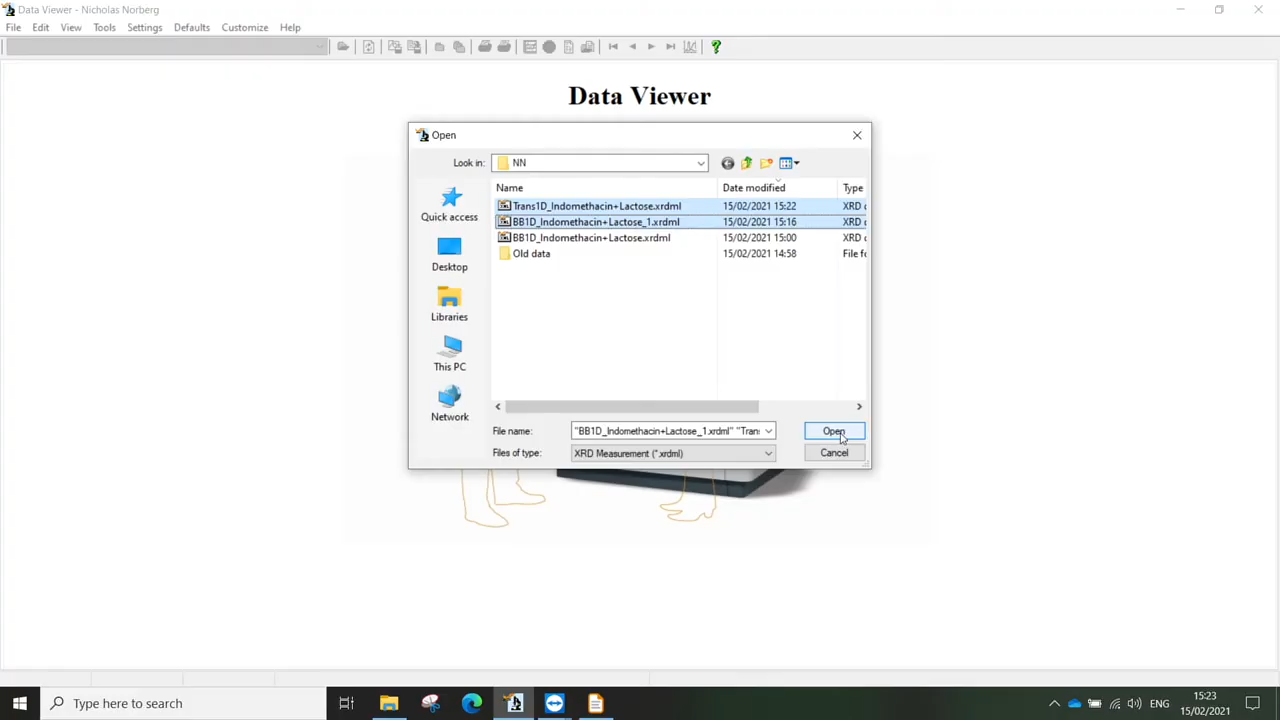 Data Viewer - Nicholas Norberg
File Edit View Tools Settings Defaults Customize Help
Data Viewer
Open
Look in: NN
Name Date modified Type
Trans1D_Indomethacin+Lactose.xrdml 15/02/2021 15:22 XRD
BB1D_Indomethacin+Lactose_1.xrdml 15/02/2021 15:16 XRD
BB1D_Indomethacin+Lactose.xrdml 15/02/2021 15:00 XRD
Old data 15/02/2021 14:58 File
Quick access
Desktop
Libraries
This PC
Network
File name: "BB1D_Indomethacin+Lactose_1.xrdml" "Tran Open
Files of type: XRD Measurement (*.xrdml) Cancel
Type here to search
ENG
15:23
15/02/2021